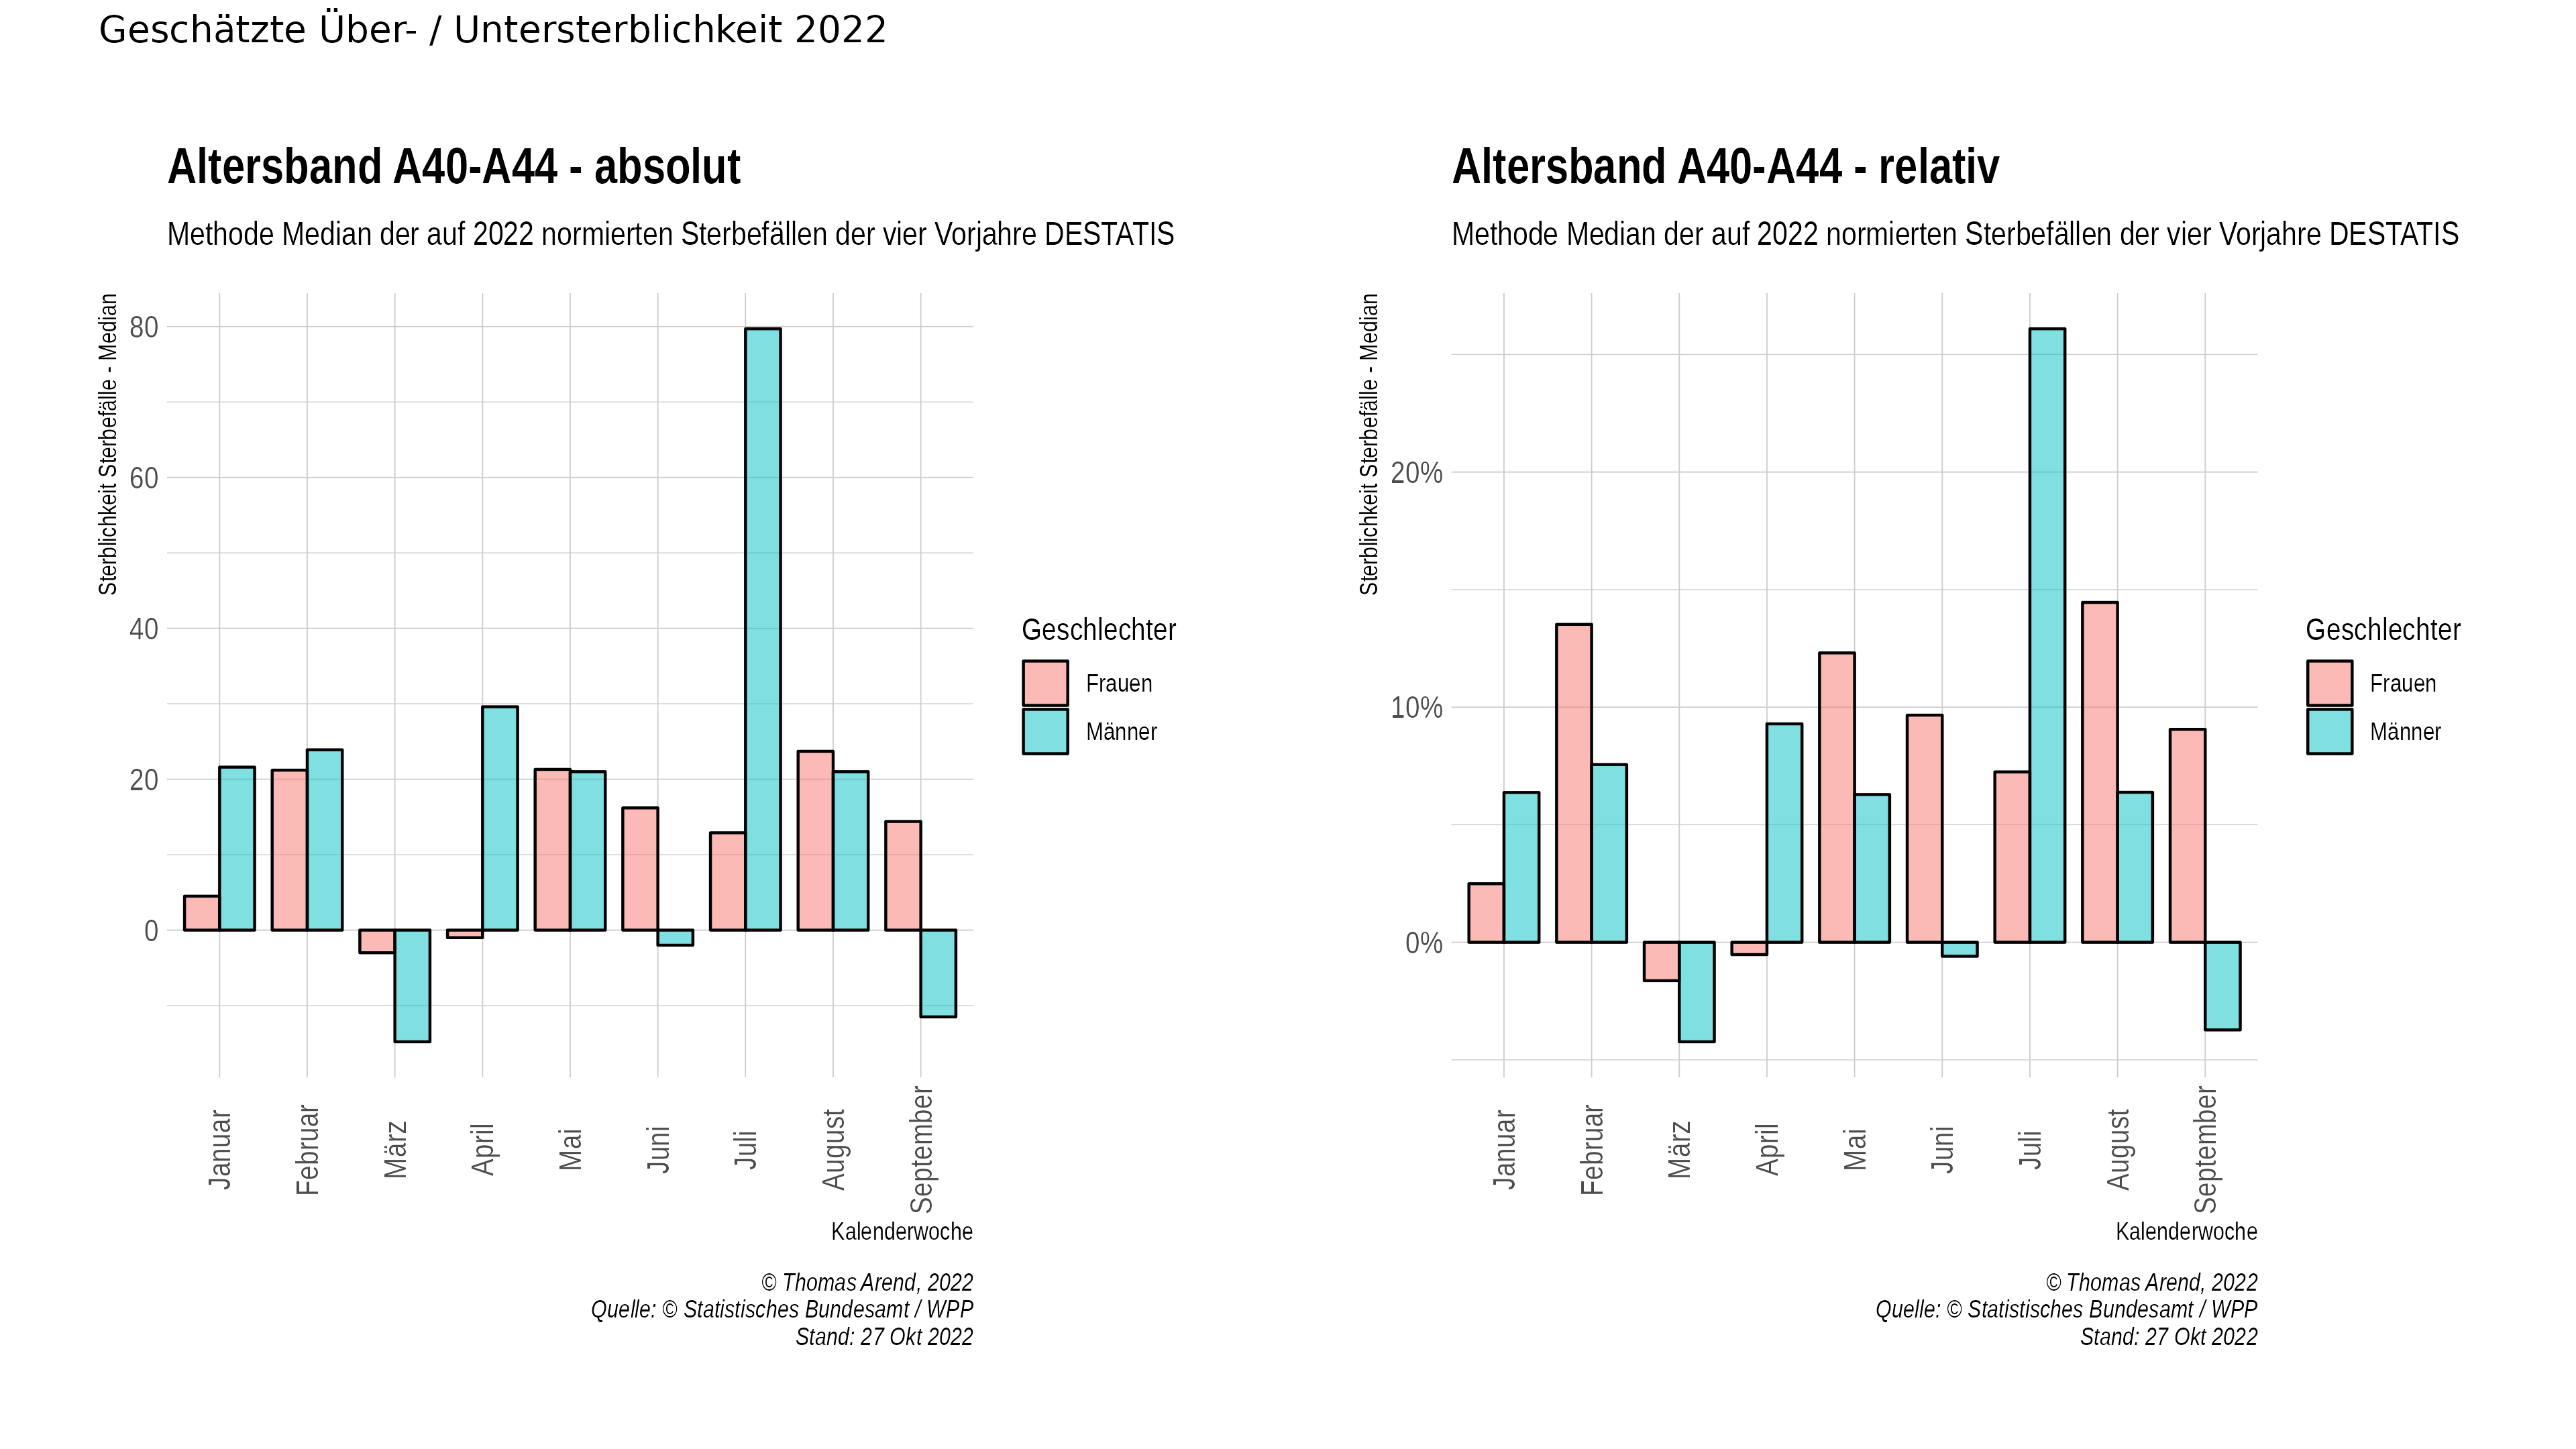 Geschätzte Über- / Untersterblichkeit 2022
Altersband A40-A44 - absolut
Methode Median der auf 2022 normierten Sterbefällen der vier Vorjahre DESTATIS
Sterblichkeit Sterbefälle - Median
80
60
40
20
0
Januar
Februar
März
April
Mai
Juni
Juli
August
September
Kalenderwoche
Geschlechter
Frauen
Männer
© Thomas Arend, 2022
Quelle: © Statistisches Bundesamt / WPP
Stand: 27 Okt 2022
Altersband A40-A44 - relativ
Methode Median der auf 2022 normierten Sterbefällen der vier Vorjahre DESTATIS
Sterblichkeit Sterbefälle - Median
20%
10%
0%
Januar
Februar
März
April
Mai
Juni
Juli
August
September
Kalenderwoche
Geschlechter
Frauen
Männer
© Thomas Arend, 2022
Quelle: © Statistisches Bundesamt / WPP
Stand: 27 Okt 2022